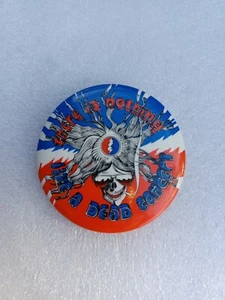 there is nothing
like a dead concert